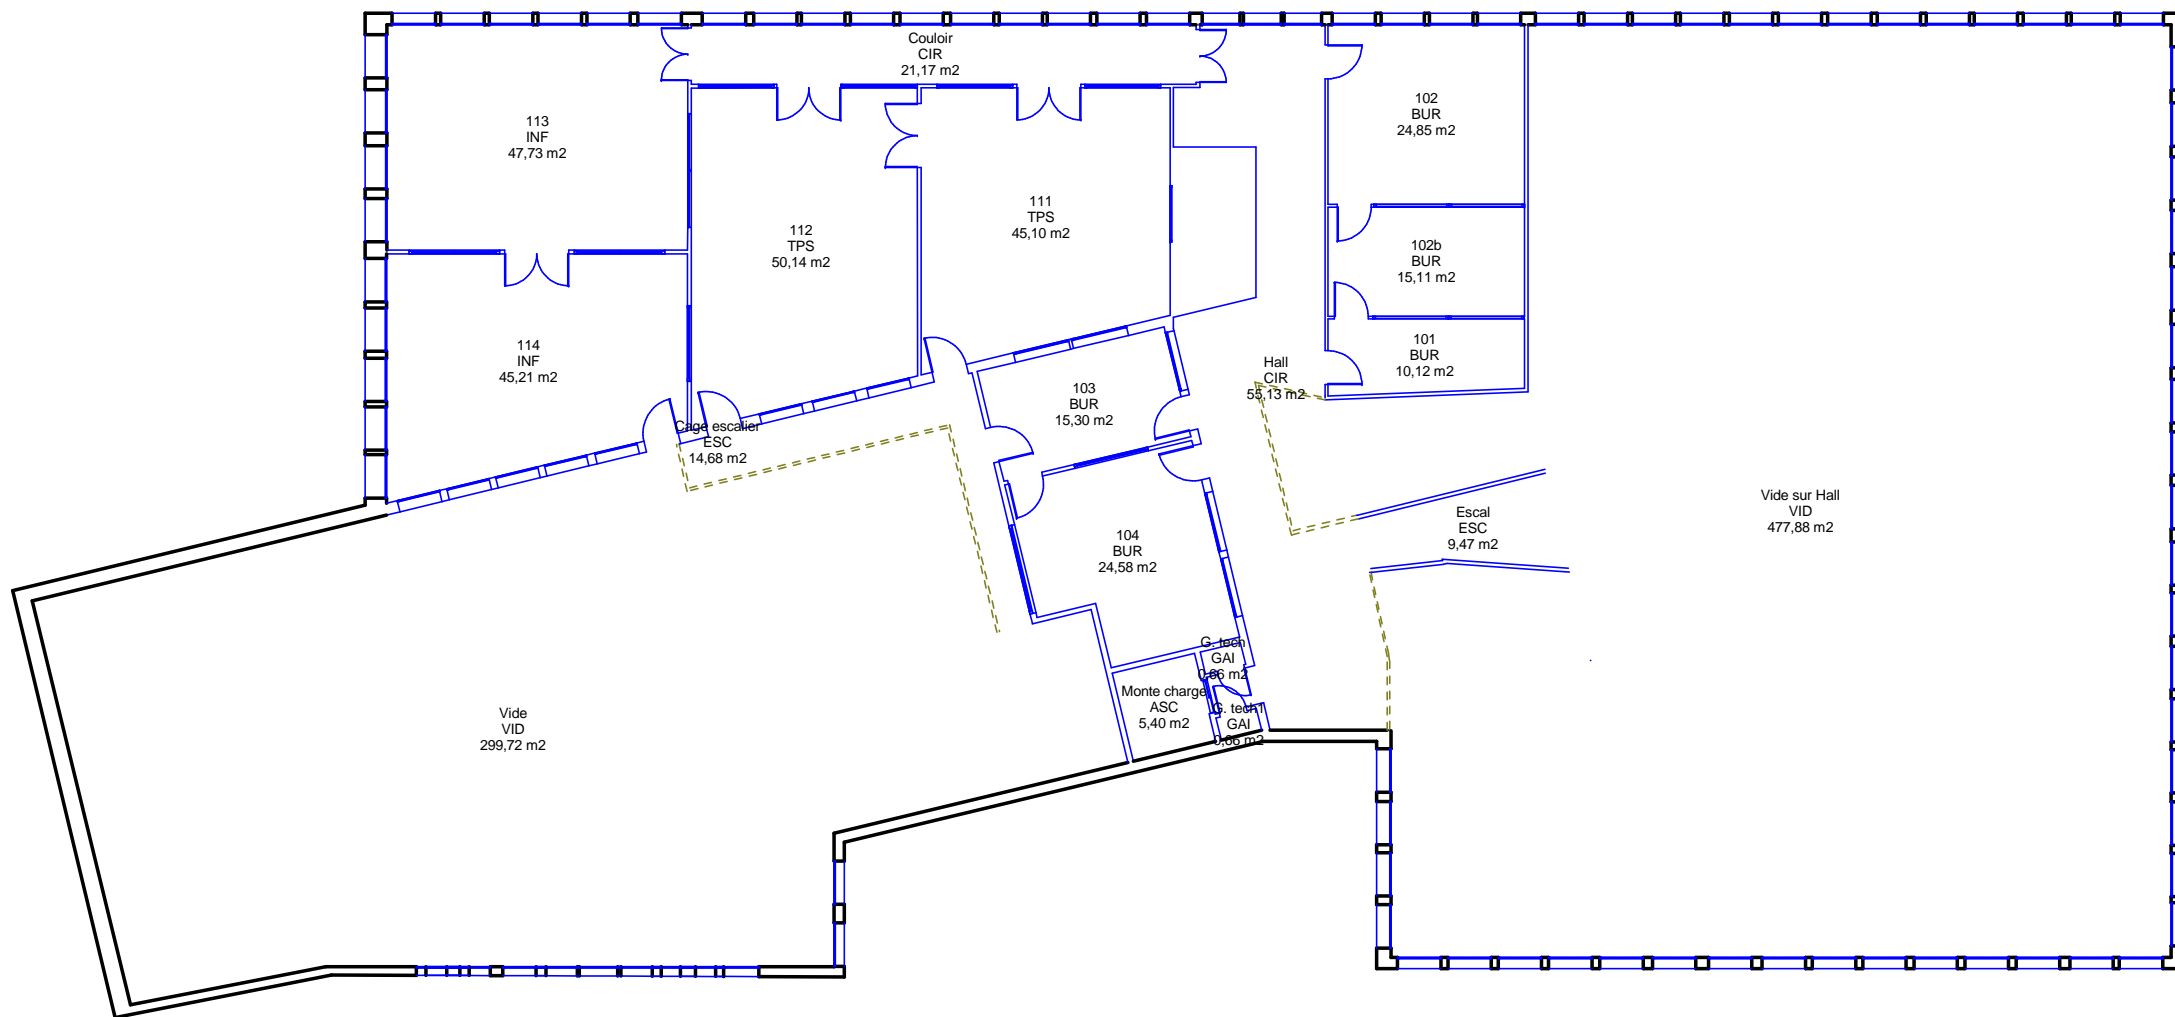 Couloir
CIR
21,17 m2
113
INF
47,73 m2
102
BUR
24,85 m2
111
TPS
45,10 m2
112
TPS
50,14 m2
102b
BUR
15,11 m2
114
INF
45,21 m2
101
BUR
10,12 m2
Hall
CIR
55,13 m2
103
BUR
15,30 m2
Cage escalier
ESC
14,68 m2
Vide sur Hall
VID
477,88 m2
Escal
ESC
9,47 m2
104
BUR
24,58 m2
G. tech
GAI
0,66 m2
Monte charge
ASC
5,40 m2
G. tech1
GAI
0,66 m2
Vide
VID
299,72 m2